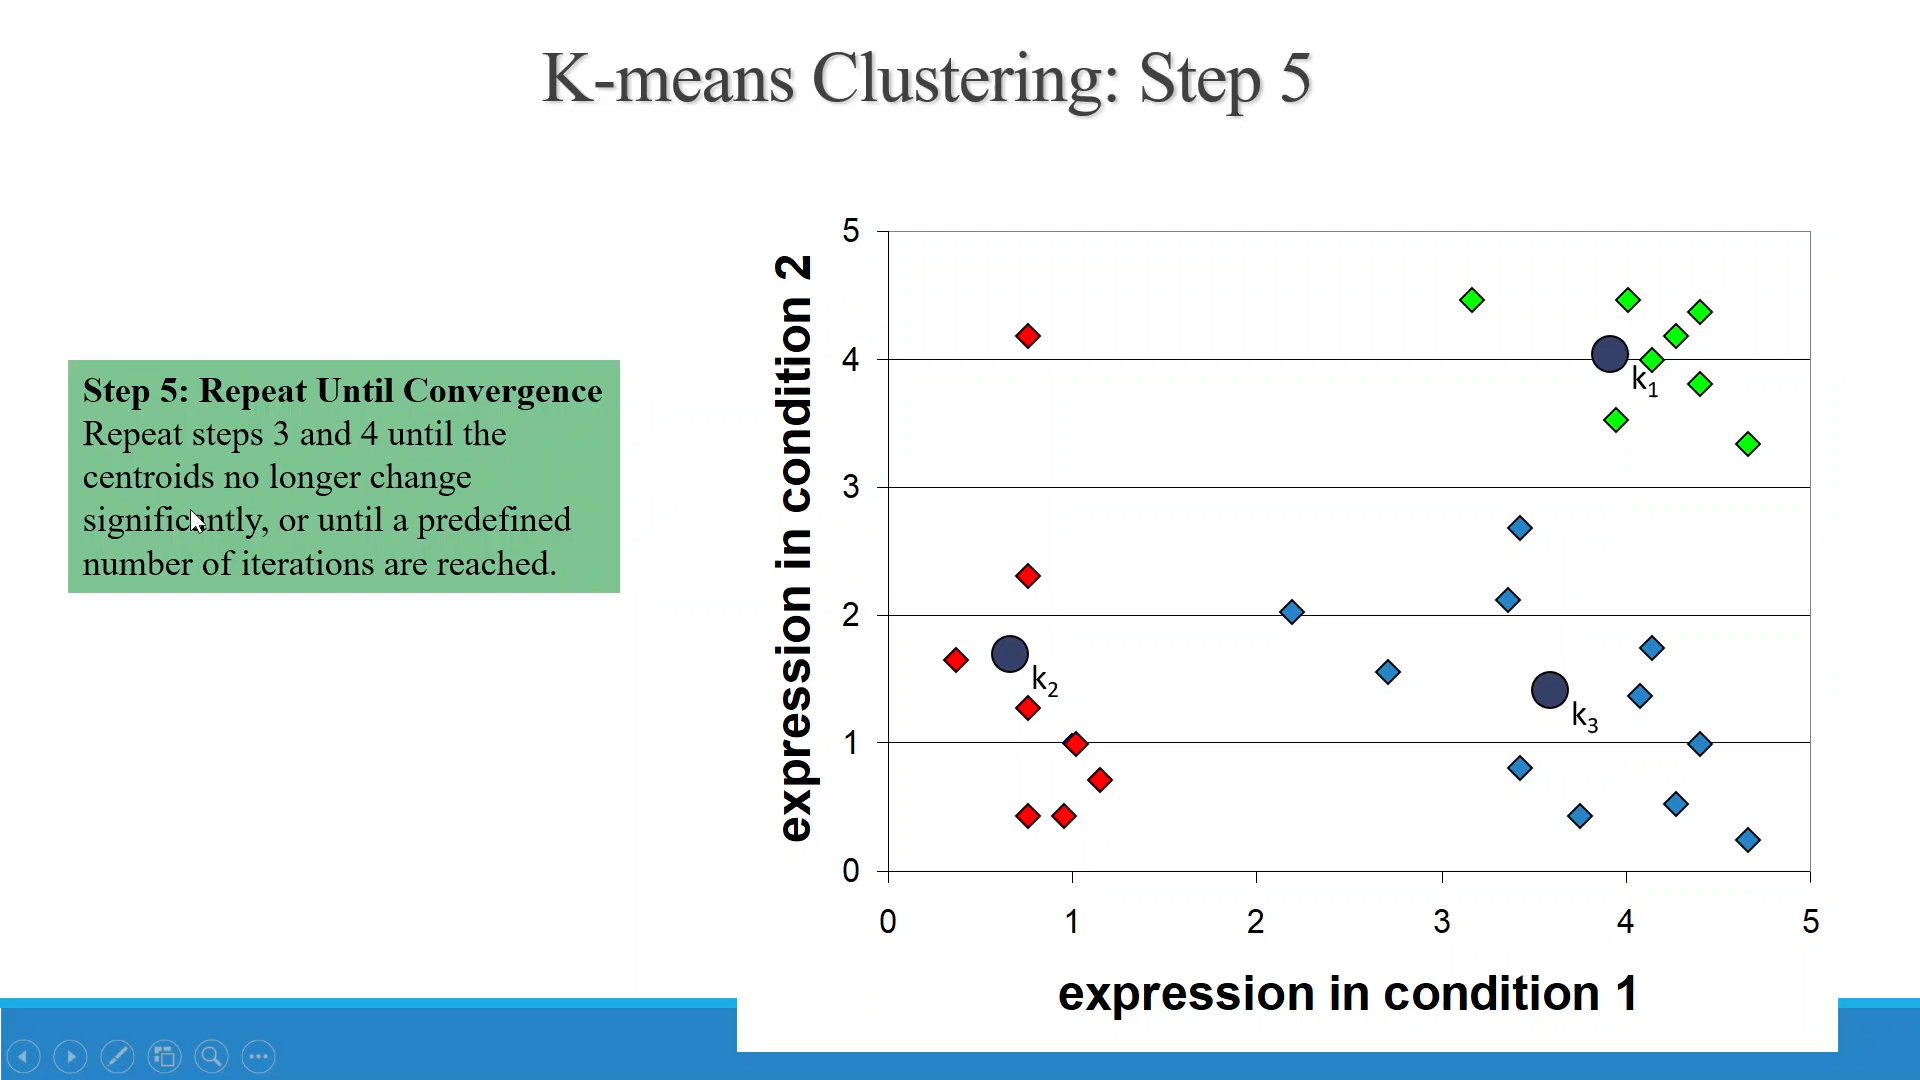 K-means Clustering: Step 5
Step 5: Repeat Until Convergence
Repeat steps 3 and 4 until the
centroids no longer change
significantly, or until a predefined
number of iterations are reached.
expression in condition 2
5
4
3
2
1
0
k₁
k₂
k₃
0 1 2 3 4 5
expression in condition 1